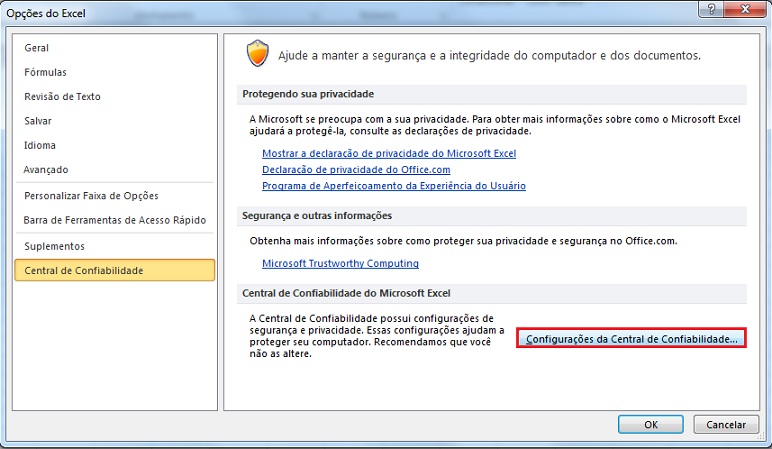 Opções do Excel
Geral
Fórmulas
Revisão de Texto
Salvar
Idioma
Avançado
Personalizar Faixa de Opções
Barra de Ferramentas de Acesso Rápido
Suplementos
Central de Confiabilidade
Ajude a manter a segurança e a integridade do computador e dos documentos.
Protegendo sua privacidade
A Microsoft se preocupa com a sua privacidade. Para obter mais informações sobre como o Microsoft Excel
ajudará a protegê-la, consulte as declarações de privacidade.
Mostrar a declaração de privacidade do Microsoft Excel
Declaração de privacidade do Office.com
Programa de Aperfeiçoamento da Experiência do Usuário
Segurança e outras informações
Obtenha mais informações sobre como proteger sua privacidade e segurança no Office.com.
Microsoft Trustworthy Computing
Central de Confiabilidade do Microsoft Excel
A Central de Confiabilidade possui configurações de
segurança e privacidade. Essas configurações ajudam a
proteger seu computador. Recomendamos que você
não as altere.
Configurações da Central de Confiabilidade...
OK
Cancelar